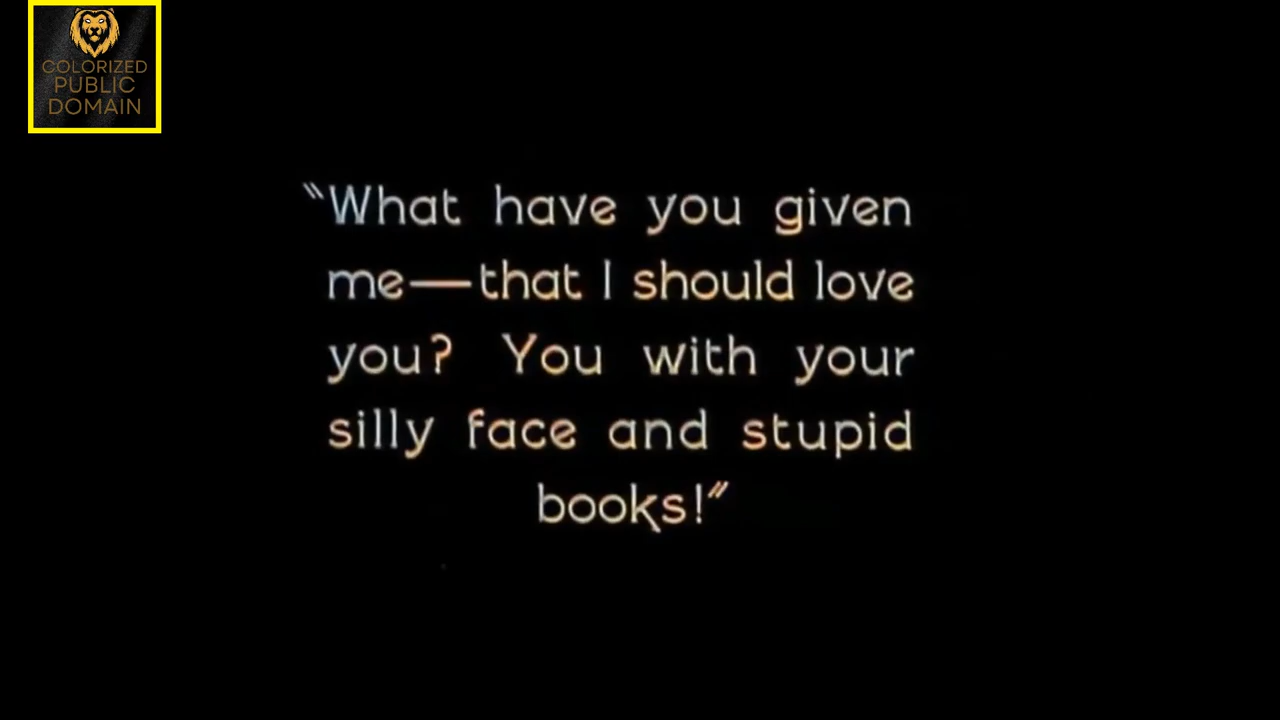 COLORIZED
PUBLIC
DOMAIN
"What have you given
me—that I should love
you? You with your
silly face and stupid
books!"